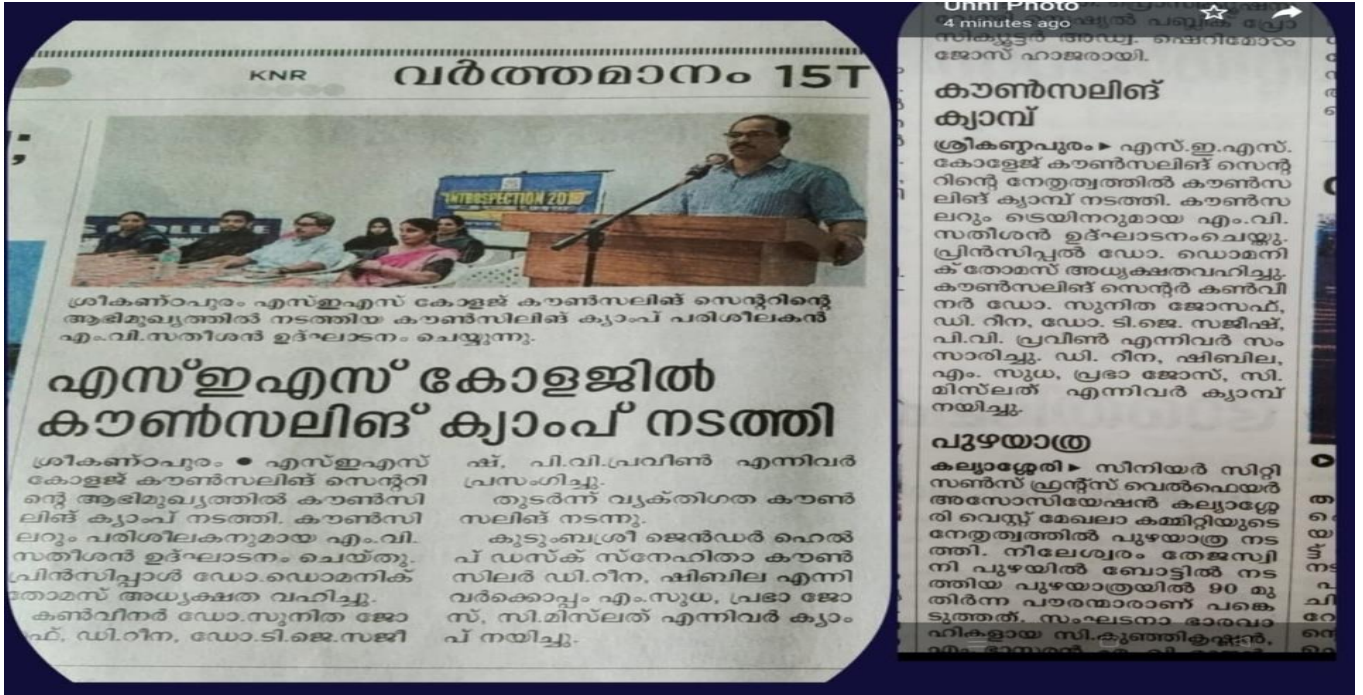 KNR
വർത്തമാനം 15T
INTROSPECTION 20
ശ്രീകണ്ഠാപുരം എസ്ഇഎസ് കോളജ് കൗൺസലിങ് സെന്ററിന്റെ
ആഭിമുഖ്യത്തിൽ നടത്തിയ കൗൺസിലിങ് ക്യാംപ് പരിശീലകൻ
എം.വി.സതീശൻ ഉദ്ഘാടനം ചെയ്യുന്നു.
എസ്ഇഎസ് കോളജിൽ
കൗൺസലിങ് ക്യാംപ് നടത്തി
ശ്രീകണ്ഠാപുരം ● എസ്ഇഎസ്
കോളജ് കൗൺസലിങ് സെന്ററി
ന്റെ ആഭിമുഖ്യത്തിൽ കൗൺസി
ലിങ് ക്യാംപ് നടത്തി. കൗൺസി
ലറും പരിശീലകനുമായ എം.വി.
സതീശൻ ഉദ്ഘാടനം ചെയ്തു.
പ്രിൻസിപ്പാൾ ഡോ.ഡൊമനിക്
തോമസ് അധ്യക്ഷത വഹിച്ചു.
കൺവീനർ ഡോ.സുനിത ജോ
ഫ്, ഡി.റീന, ഡോ.ടി.ജെ.സജീ
ഷ്, പി.വി.പ്രവീൺ എന്നിവർ
പ്രസംഗിച്ചു.
തുടർന്ന് വ്യക്തിഗത കൗൺ
സലിങ് നടന്നു.
കുടുംബശ്രീ ജെൻഡർ ഹെൽ
പ് ഡസ്ക് സ്നേഹിതാ കൗൺ
സിലർ ഡി.റീന, ഷിബില എന്നി
വർക്കൊപ്പം എം.സുധ, പ്രഭാ ജോ
സ്, സി.മിസ്‌ലത് എന്നിവർ ക്യാം
പ് നയിച്ചു.
Unni Photo
4 minutes ago
സിക്യൂട്ടർ അഡ്വ. ഷെറിമോൾ
ജോസ് ഹാജരായി.
കൗൺസലിങ്
ക്യാമ്പ്
ശ്രീകണ്ഠപുരം ▸ എസ്.ഇ.എസ്.
കോളേജ് കൗൺസലിങ് സെന്റ
റിന്റെ നേതൃത്വത്തിൽ കൗൺസ
ലിങ് ക്യാമ്പ് നടത്തി. കൗൺസ
ലറും ട്രെയിനറുമായ എം.വി.
സതീശൻ ഉദ്ഘാടനംചെയ്തു.
പ്രിൻസിപ്പൽ ഡോ. ഡൊമനി
ക് തോമസ് അധ്യക്ഷതവഹിച്ചു.
കൗൺസലിങ് സെന്റർ കൺവീ
നർ ഡോ. സുനിത ജോസഫ്,
ഡി. റീന, ഡോ. ടി.ജെ. സജീഷ്,
പി.വി. പ്രവീൺ എന്നിവർ സം
സാരിച്ചു. ഡി. റീന, ഷിബില,
എം. സുധ, പ്രഭാ ജോസ്, സി.
മിസ്‌ലത് എന്നിവർ ക്യാമ്പ്
നയിച്ചു.
പുഴയാത്ര
കല്യാശ്ശേരി ▸ സീനിയർ സിറ്റി
സൺസ് ഫ്രന്റ്‌സ് വെൽഫെയർ
അസോസിയേഷൻ കല്യാശ്ശേ
രി വെസ്റ്റ് മേഖലാ കമ്മിറ്റിയുടെ
നേതൃത്വത്തിൽ പുഴയാത്ര നട
ത്തി. നീലേശ്വരം തേജസ്വി
നി പുഴയിൽ ബോട്ടിൽ നട
ത്തിയ പുഴയാത്രയിൽ 90 മു
തിർന്ന പൗരന്മാരാണ് പങ്കെ
ടുത്തത്. സംഘടനാ ഭാരവാ
ഹികളായ സി.കുഞ്ഞികൃഷ്ണൻ,